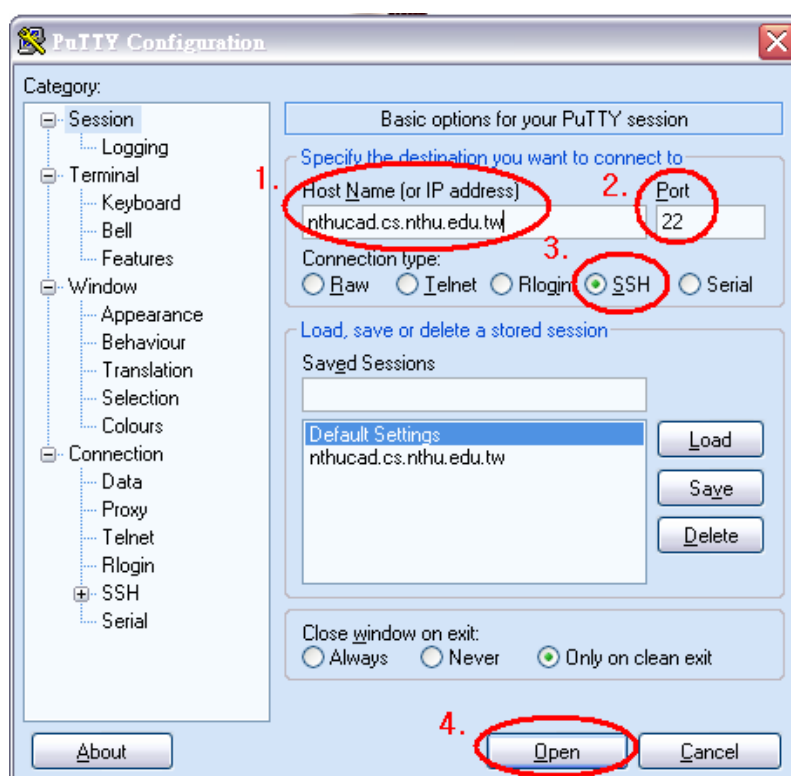 PuTTY Configuration
Category:
Session
Logging
Terminal
Keyboard
Bell
Features
Window
Appearance
Behaviour
Translation
Selection
Colours
Connection
Data
Proxy
Telnet
Rlogin
SSH
Serial
Basic options for your PuTTY session
Specify the destination you want to connect to
1.
Host Name (or IP address)
2.
Port
nthucad.cs.nthu.edu.tw
22
Connection type:
3.
Raw Telnet Rlogin SSH Serial
Load, save or delete a stored session
Saved Sessions
Default Settings
nthucad.cs.nthu.edu.tw
Load
Save
Delete
Close window on exit:
Always Never Only on clean exit
4.
About Open Cancel